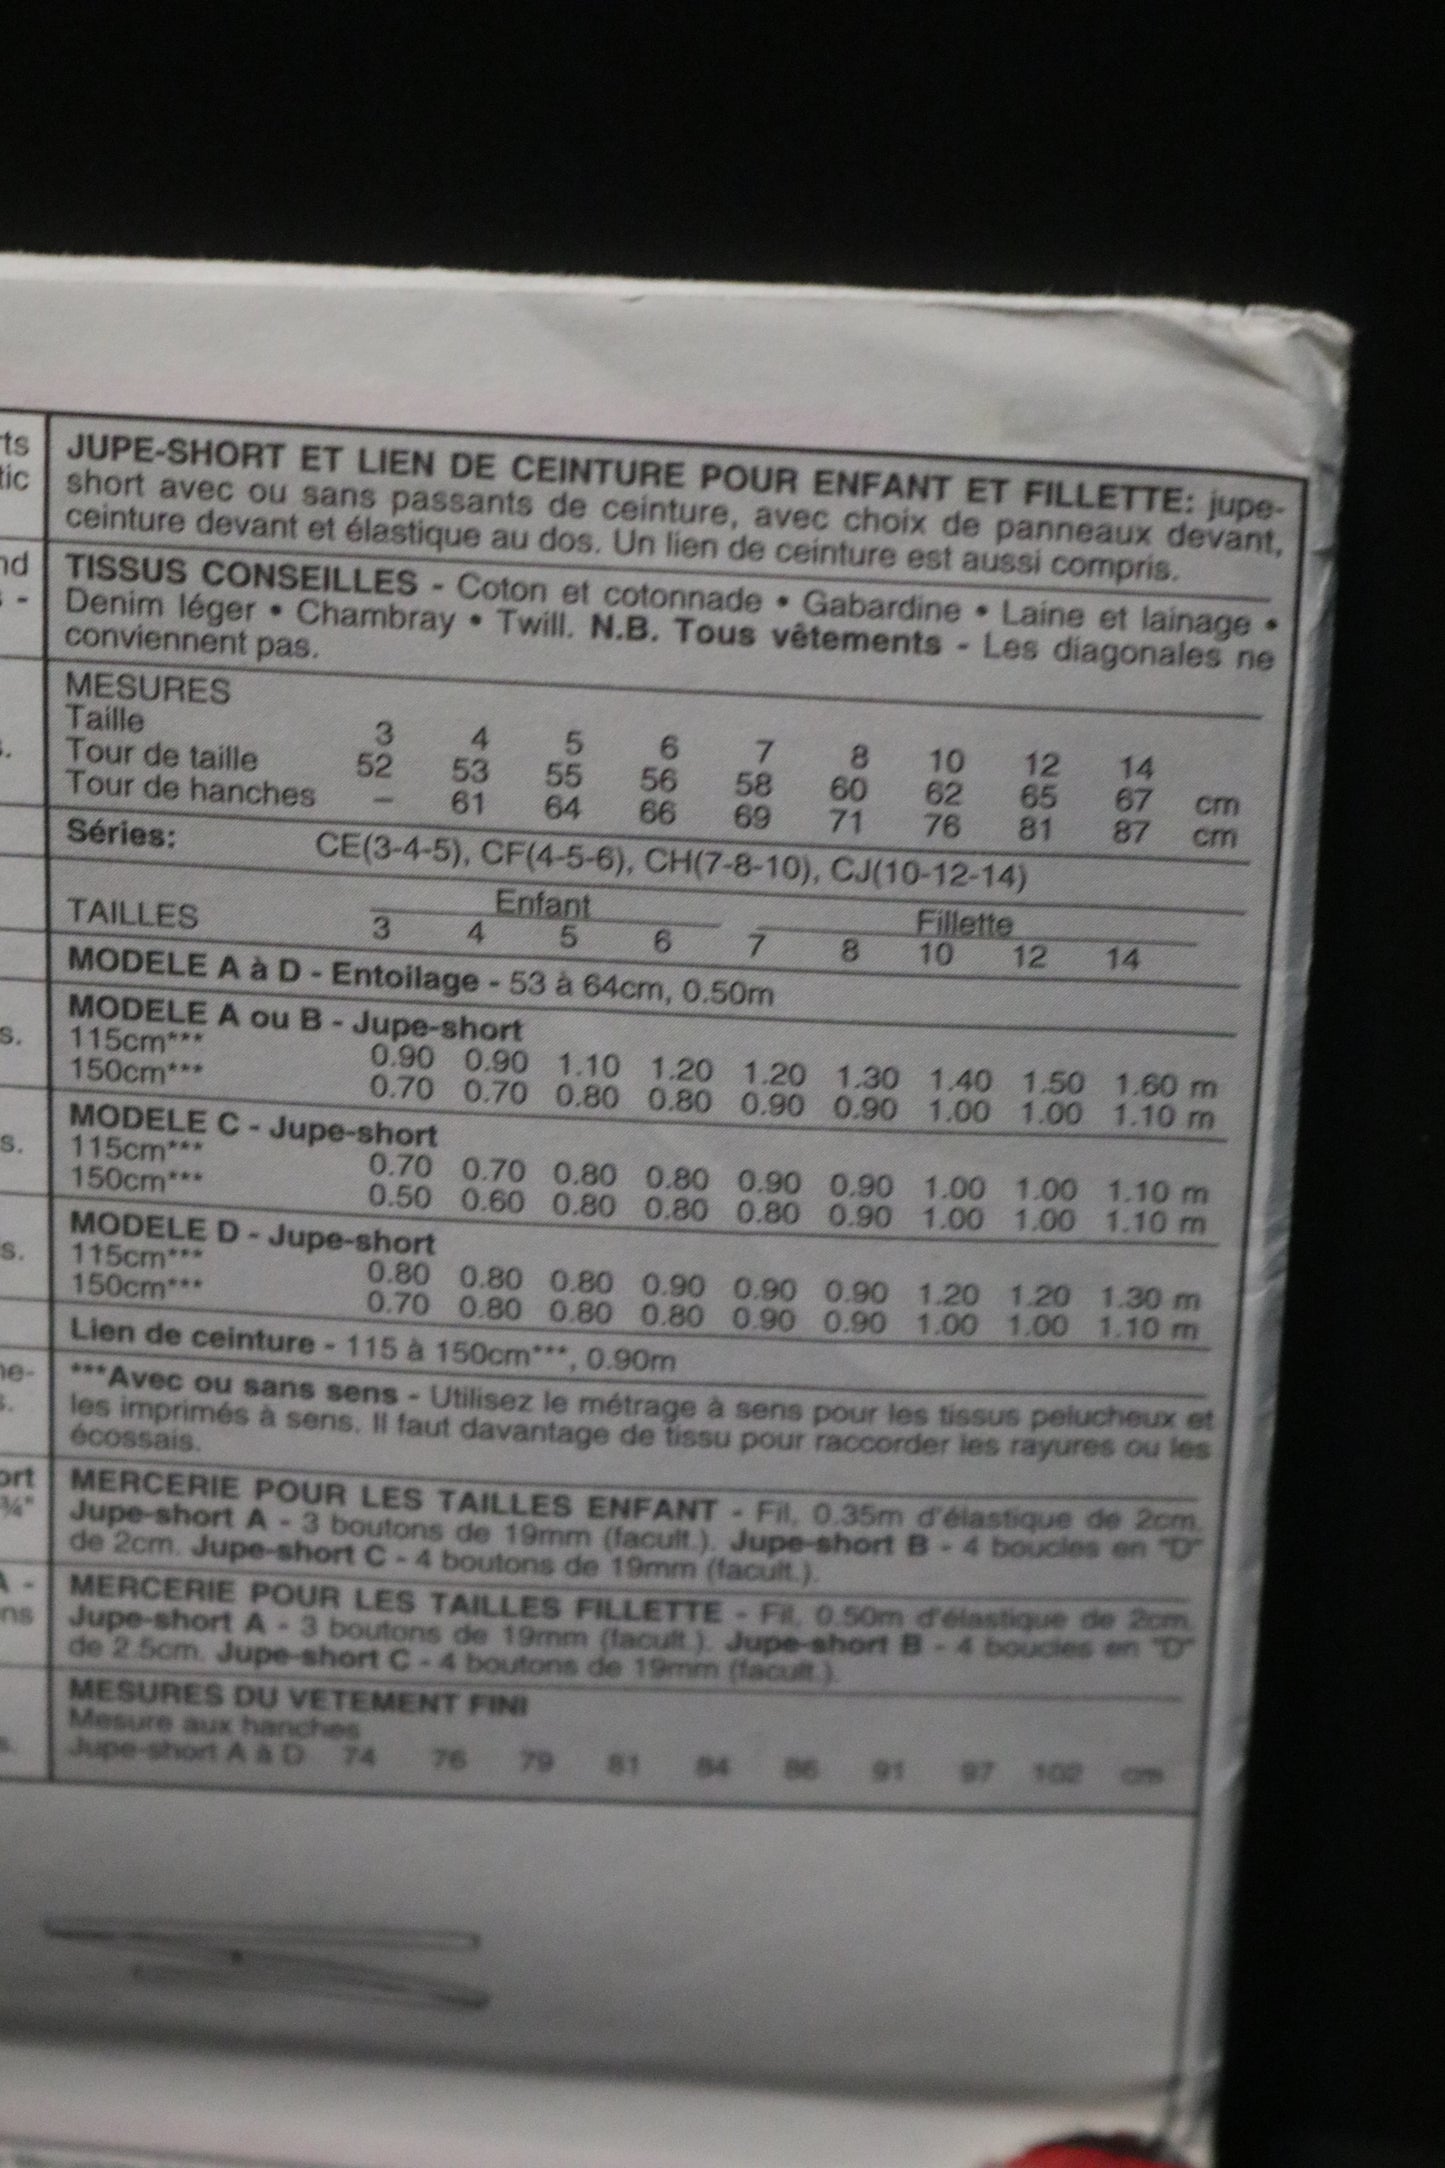 rts
tic
nd
s -
s.
s.
s.
s.
ne-
s.
ort
¾"
A -
ons
s.
JUPE-SHORT ET LIEN DE CEINTURE POUR ENFANT ET FILLETTE: jupe-
short avec ou sans passants de ceinture, avec choix de panneaux devant,
ceinture devant et élastique au dos. Un lien de ceinture est aussi compris.
TISSUS CONSEILLES - Coton et cotonnade • Gabardine • Laine et lainage •
Denim léger • Chambray • Twill. N.B. Tous vêtements - Les diagonales ne
conviennent pas.
MESURES
Taille 3 4 5 6 7 8 10 12 14
Tour de taille 52 53 55 56 58 60 62 65 67 cm
Tour de hanches – 61 64 66 69 71 76 81 87 cm
Séries: CE(3-4-5), CF(4-5-6), CH(7-8-10), CJ(10-12-14)
Enfant Fillette
TAILLES 3 4 5 6 7 8 10 12 14
MODELE A à D - Entoilage - 53 à 64cm, 0.50m
MODELE A ou B - Jupe-short
115cm*** 0.90 0.90 1.10 1.20 1.20 1.30 1.40 1.50 1.60 m
150cm*** 0.70 0.70 0.80 0.80 0.90 0.90 1.00 1.00 1.10 m
MODELE C - Jupe-short
115cm*** 0.70 0.70 0.80 0.80 0.90 0.90 1.00 1.00 1.10 m
150cm*** 0.50 0.60 0.80 0.80 0.80 0.90 1.00 1.00 1.10 m
MODELE D - Jupe-short
115cm*** 0.80 0.80 0.80 0.90 0.90 0.90 1.20 1.20 1.30 m
150cm*** 0.70 0.80 0.80 0.80 0.90 0.90 1.00 1.00 1.10 m
Lien de ceinture - 115 à 150cm***, 0.90m
***Avec ou sans sens - Utilisez le métrage à sens pour les tissus pelucheux et
les imprimés à sens. Il faut davantage de tissu pour raccorder les rayures ou les
écossais.
MERCERIE POUR LES TAILLES ENFANT - Fil, 0.35m d'élastique de 2cm.
Jupe-short A - 3 boutons de 19mm (facult.). Jupe-short B - 4 boucles en "D"
de 2cm. Jupe-short C - 4 boutons de 19mm (facult.).
MERCERIE POUR LES TAILLES FILLETTE - Fil, 0.50m d'élastique de 2cm.
Jupe-short A - 3 boutons de 19mm (facult.). Jupe-short B - 4 boucles en "D"
de 2.5cm. Jupe-short C - 4 boutons de 19mm (facult.).
MESURES DU VETEMENT FINI
Mesure aux hanches
Jupe-short A à D 74 76 79 81 84 86 91 97 102 cm